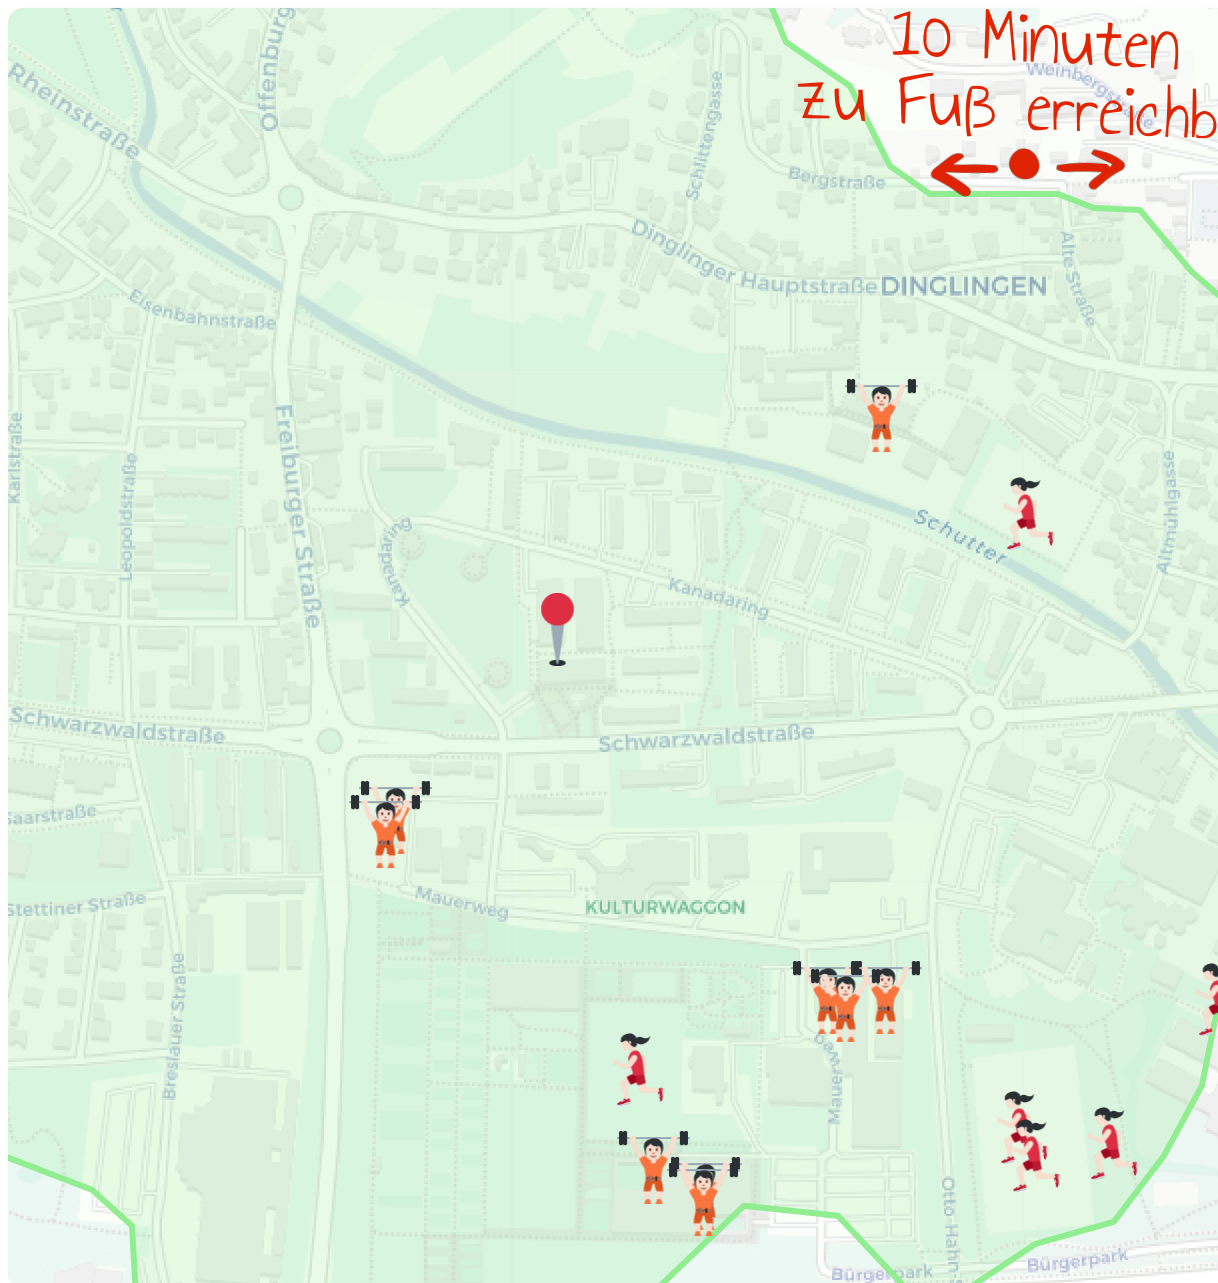 10 Minuten
zu Fuß erreichb
Weinbergstraße
Offenburg
Rheinstraße
Schlittengasse
Bergstraße
Dinglinger Hauptstraße
DINGLINGEN
Alte Straße
Eisenbahnstraße
Karlstraße
Leopoldstraße
Freiburger Straße
Kanadaring
Schutter
Altmühlgasse
Kanadaring
Schwarzwaldstraße
Schwarzwaldstraße
Saarstraße
Stettiner Straße
Mauerweg
KULTURWAGGON
Breslauer Straße
Mauerweg
Otto-Hahn-
Bürgerpark
Bürgerpark